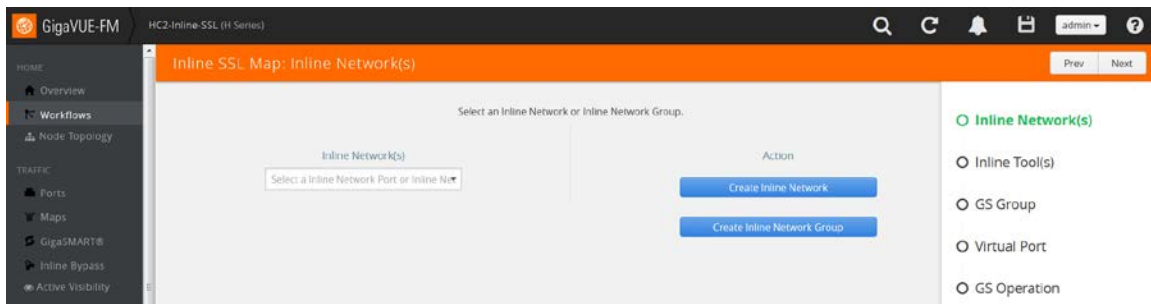 GigaVUE-FM HC2-Inline-SSL (H Series) admin
HOME
Overview
Workflows
Node Topology
TRAFFIC
Ports
Maps
GigaSMART®
Inline Bypass
Active Visibility
Inline SSL Map: Inline Network(s) Prev Next
Select an Inline Network or Inline Network Group.
Inline Network(s)
Select a Inline Network Port or Inline Net
Action
Create Inline Network
Create Inline Network Group
Inline Network(s)
Inline Tool(s)
GS Group
Virtual Port
GS Operation